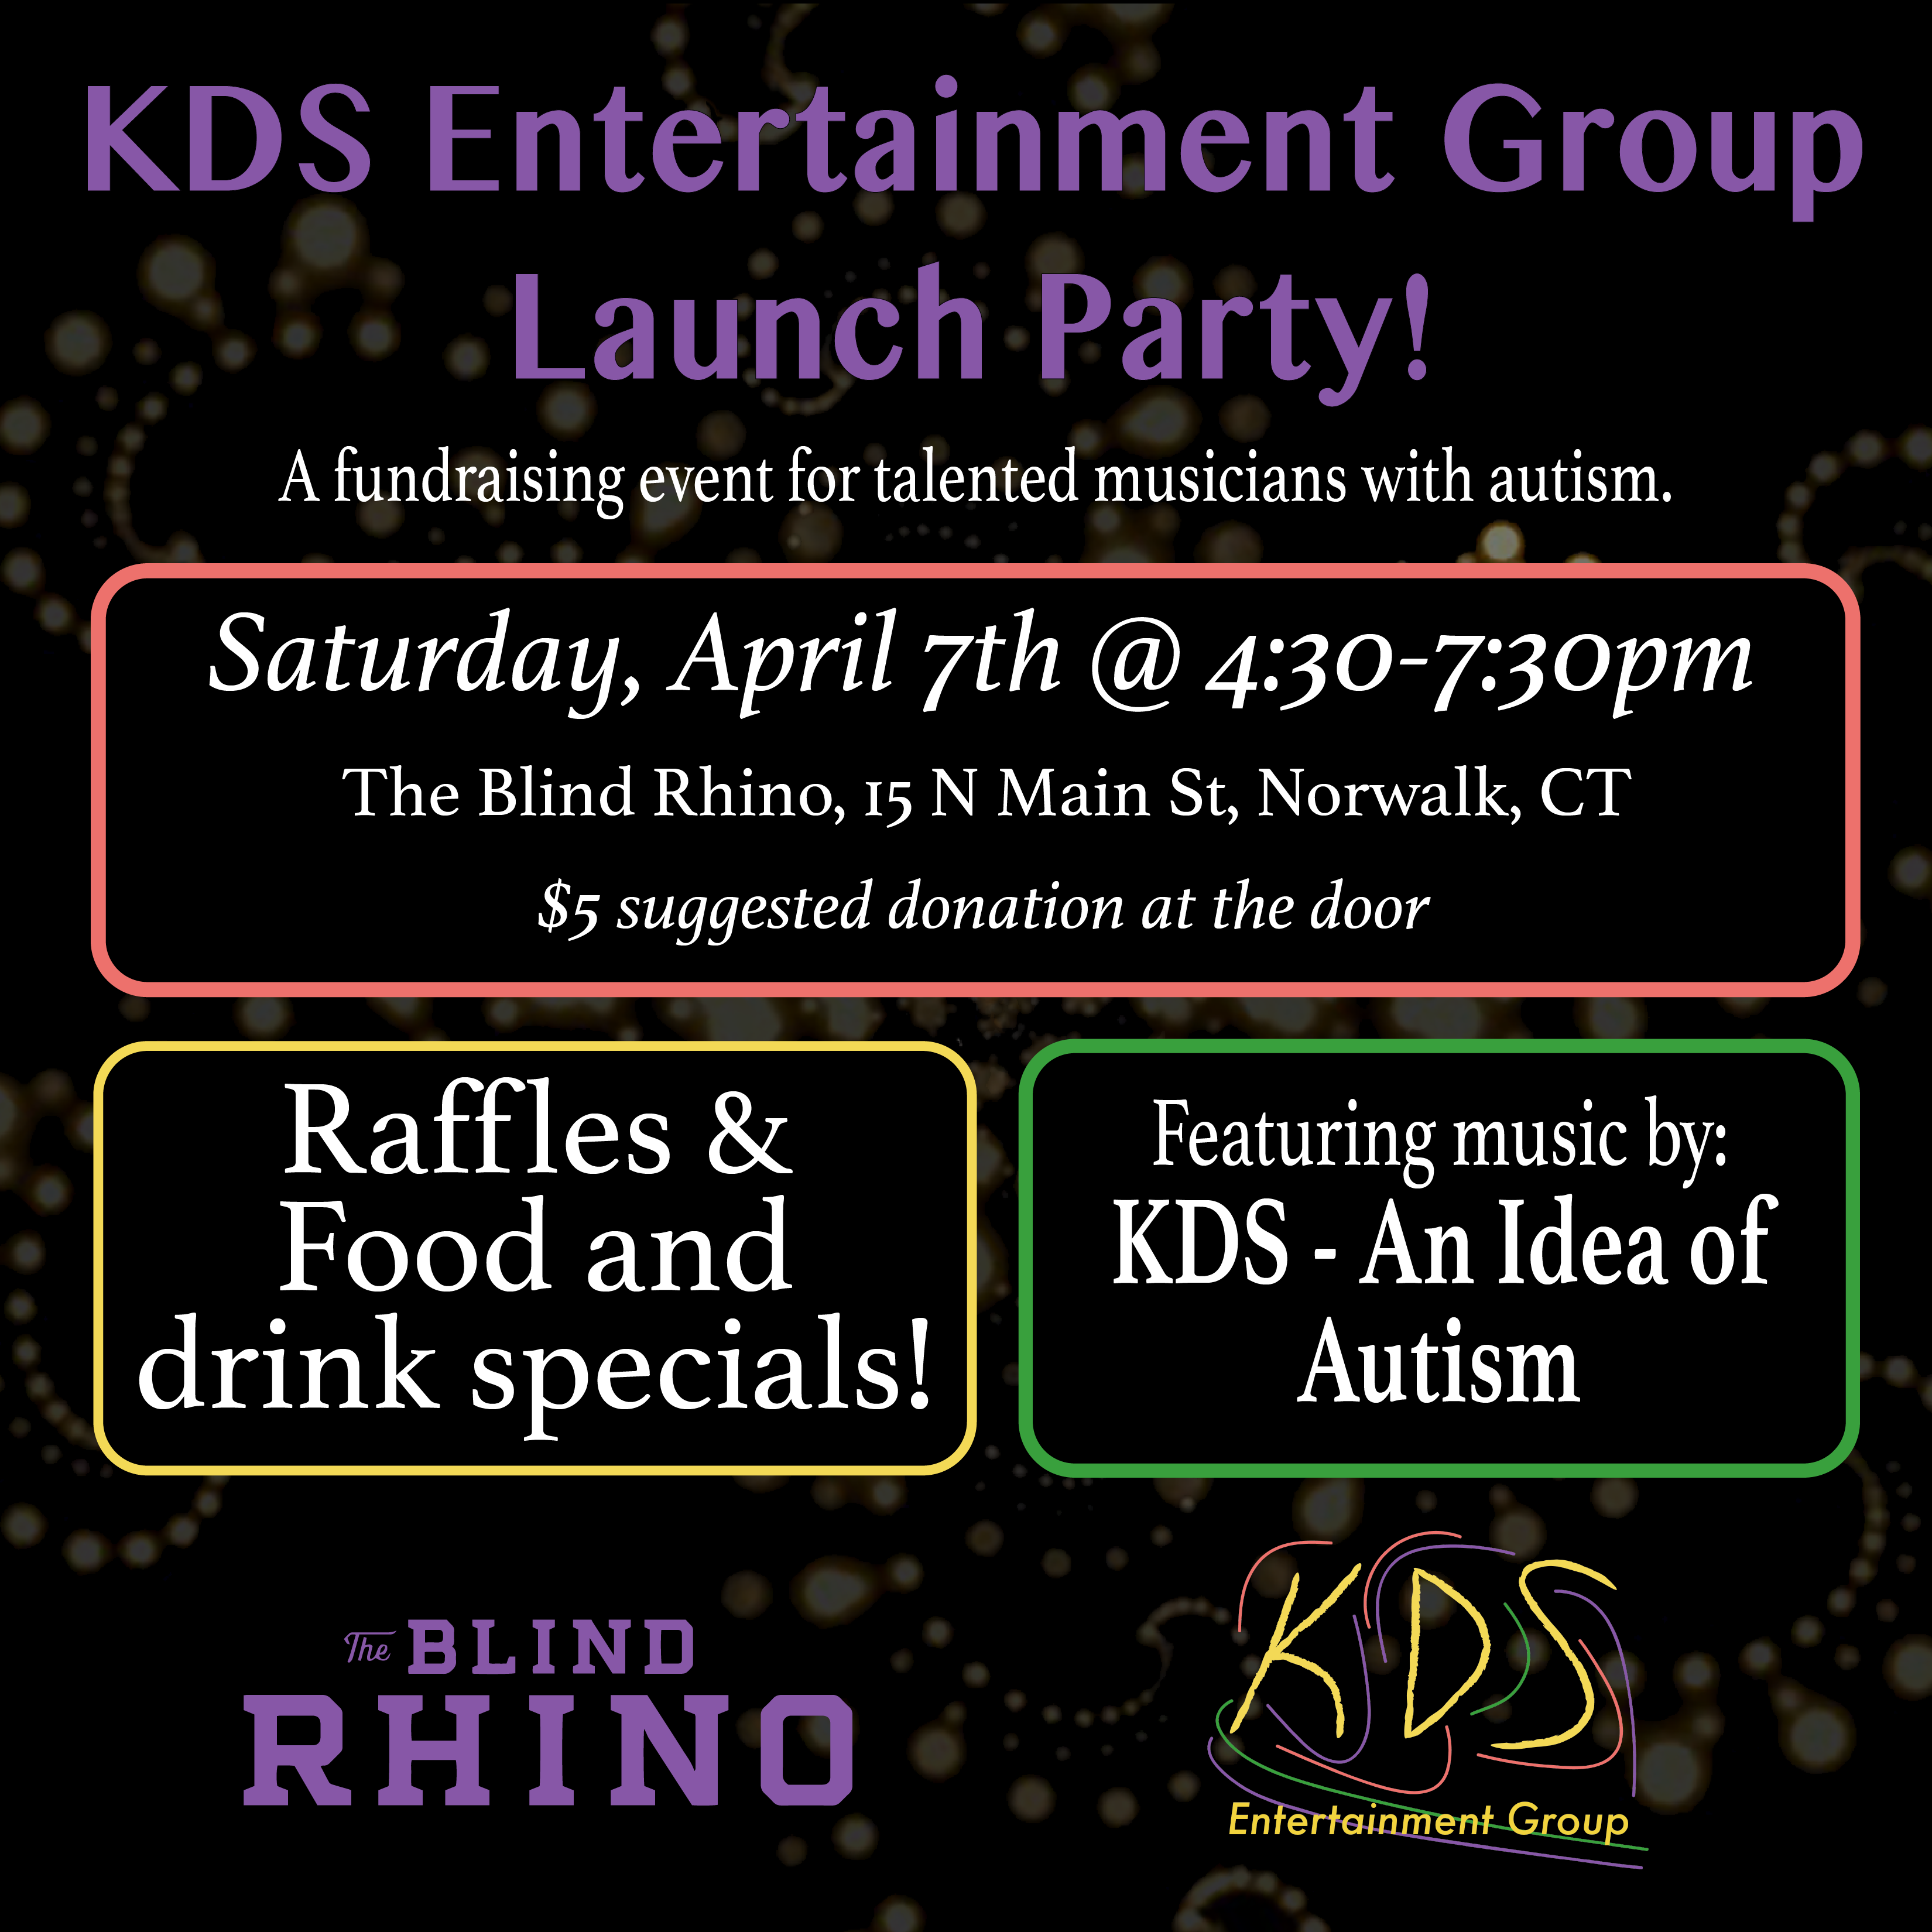 KDS Entertainment Group
Launch Party!
A fundraising event for talented musicians with autism.
Saturday, April 7th @ 4:30-7:30pm
The Blind Rhino, 15 N Main St, Norwalk, CT
$5 suggested donation at the door
Raffles &
Food and
drink specials!
Featuring music by:
KDS - An Idea of
Autism
The BLIND
RHINO
KDS
Entertainment Group